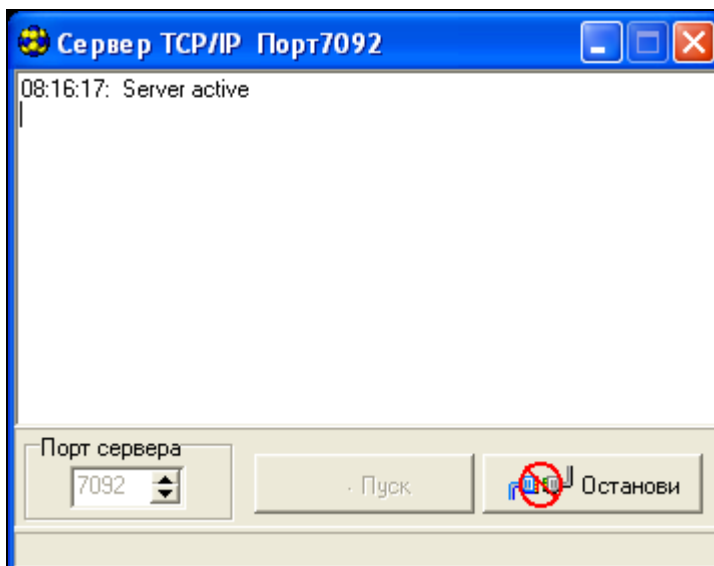 Сервер TCP/IP Порт7092
08:16:17: Server active
Порт сервера
7092
Пуск
Останови